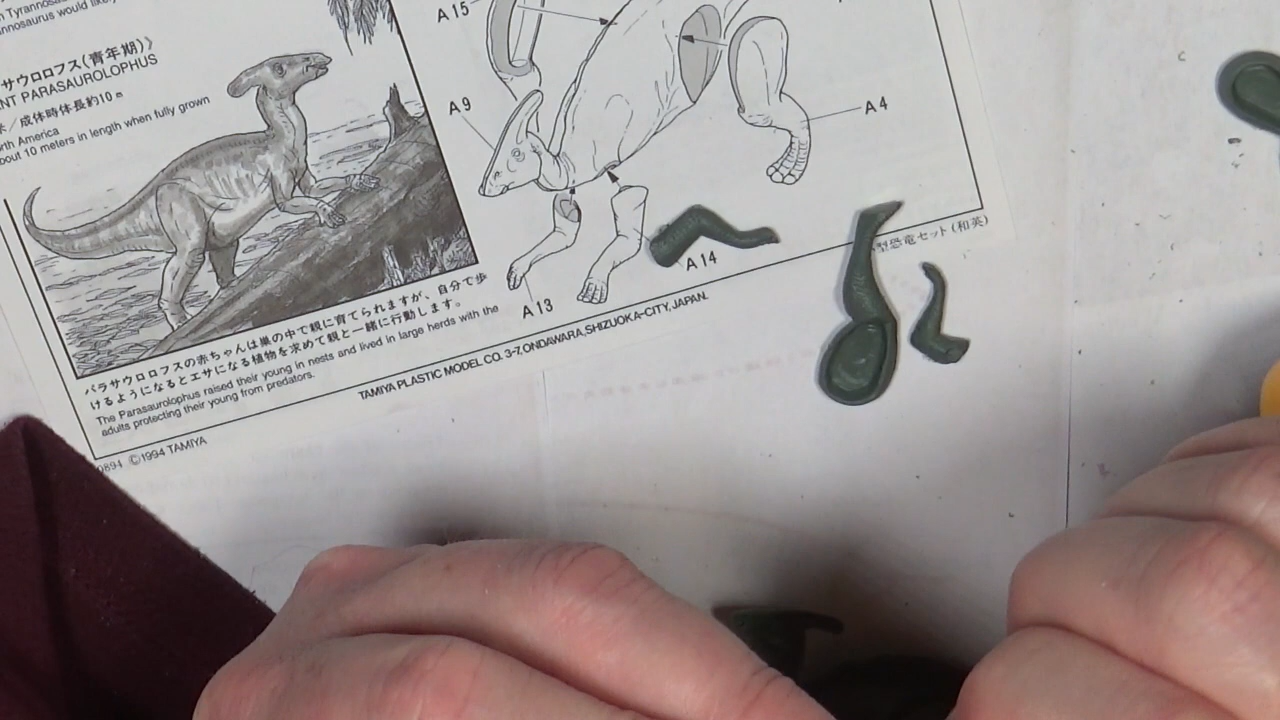 Tyrannosa
nnosaurus would likely
サウロロフス(青年期)》
NT PARASAUROLOPHUS
/成体時体長約10m
rth America
bout 10 meters in length when fully grown
A15
A9
A4
A14
A13
パラサウロロフスの赤ちゃんは巣の中で親に育てられますが、自分で歩
けるようになるとエサになる植物を求めて親と一緒に行動します。
The Parasaurolophus raised their young in nests and lived in large herds with the
adults protecting their young from predators.
型恐竜セット(和英)
TAMIYA PLASTIC MODEL CO. 3-7, ONDAWARA, SHIZUOKA-CITY, JAPAN.
0894 ©1994 TAMIYA